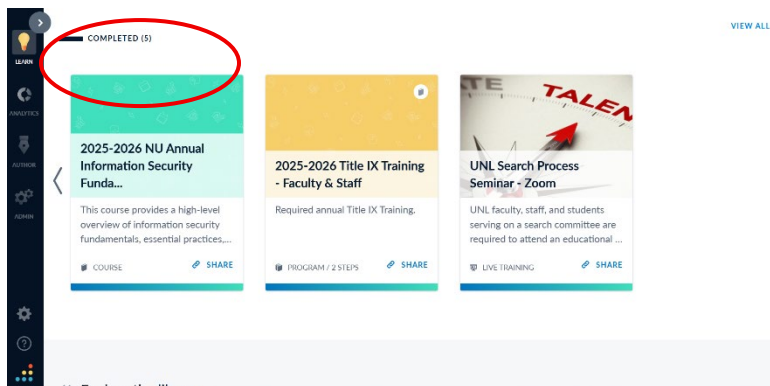 VIEW ALL
COMPLETED (5)
LEARN
ANALYTICS
AUTHOR
ADMIN
2025-2026 NU Annual
Information Security
Funda...
This course provides a high-level
overview of information security
fundamentals, essential practices,...
COURSE
SHARE
2025-2026 Title IX Training
- Faculty & Staff
Required annual Title IX Training.
PROGRAM / 2 STEPS
SHARE
TALEN
UNL Search Process
Seminar - Zoom
UNL faculty, staff, and students
serving on a search committee are
required to attend an educational ...
LIVE TRAINING
SHARE